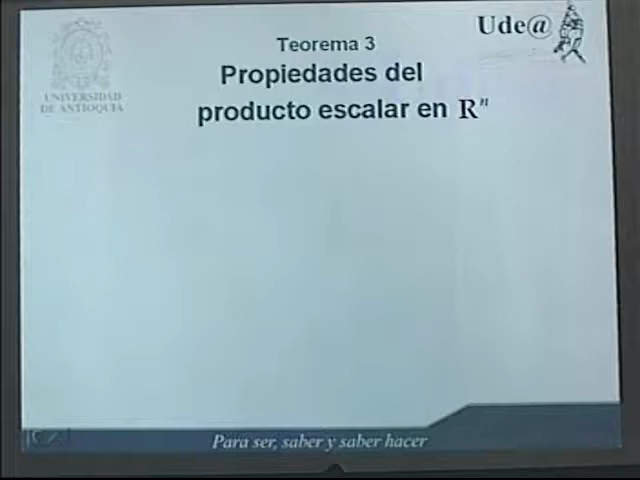 Ude@
Teorema 3
UNIVERSIDAD
DE ANTIOQUIA
Propiedades del
producto escalar en Rⁿ
Para ser, saber y saber hacer